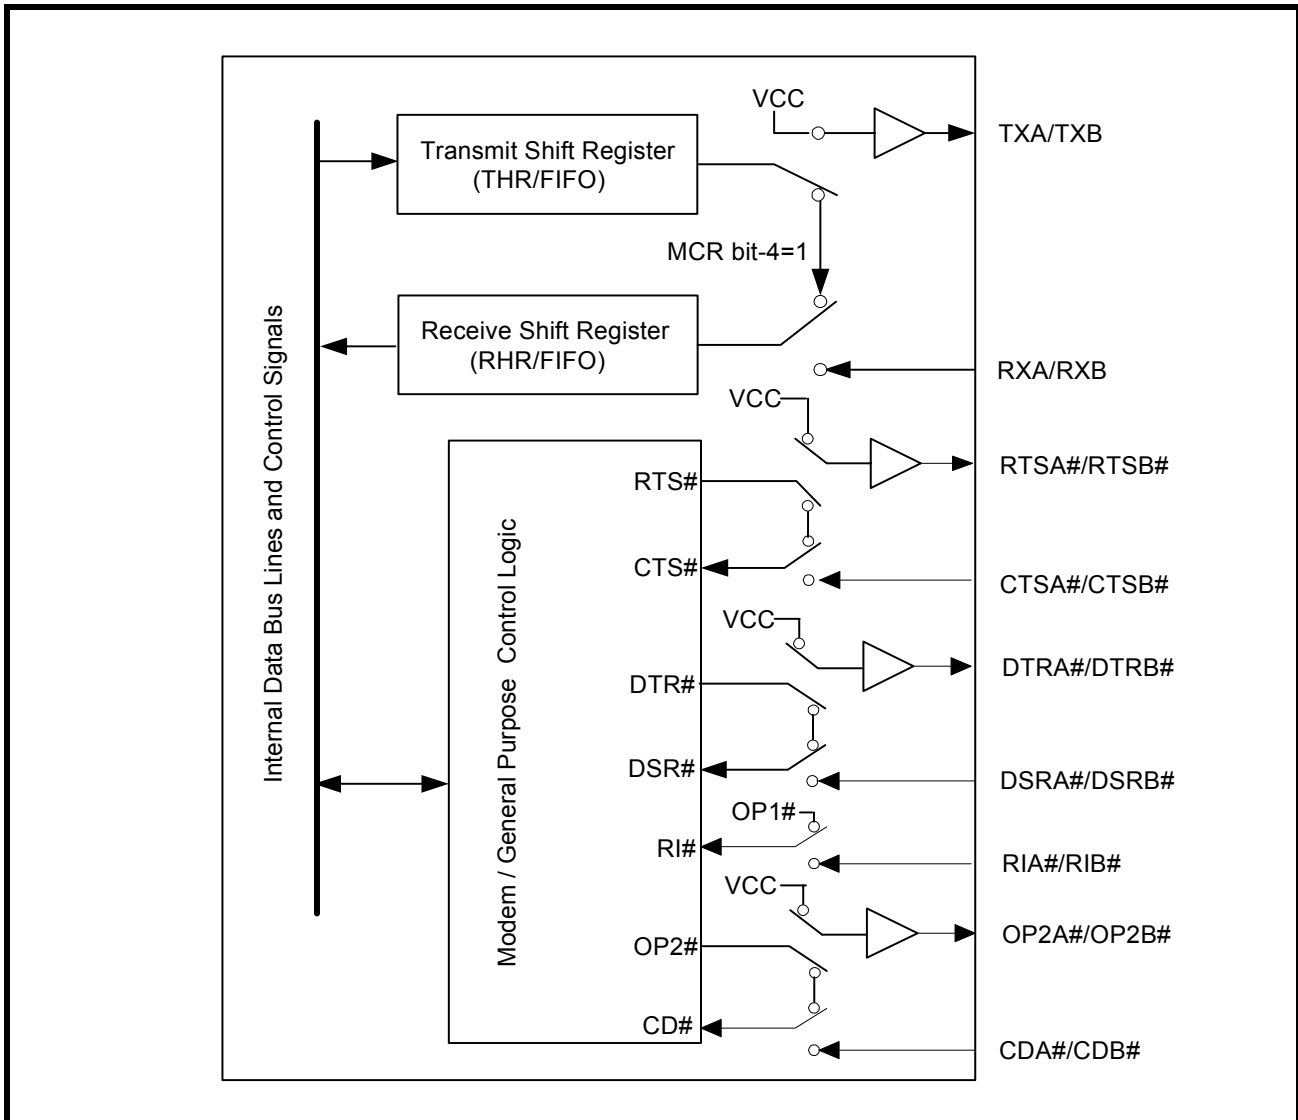 VCC
TXA/TXB
Transmit Shift Register
(THR/FIFO)
MCR bit-4=1
Receive Shift Register
(RHR/FIFO)
RXA/RXB
Internal Data Bus Lines and Control Signals
VCC
RTSA#/RTSB#
Modem / General Purpose Control Logic
RTS#
CTS#
CTSA#/CTSB#
VCC
DTRA#/DTRB#
DTR#
DSR#
DSRA#/DSRB#
OP1#
RI#
RIA#/RIB#
VCC
OP2A#/OP2B#
OP2#
CD#
CDA#/CDB#